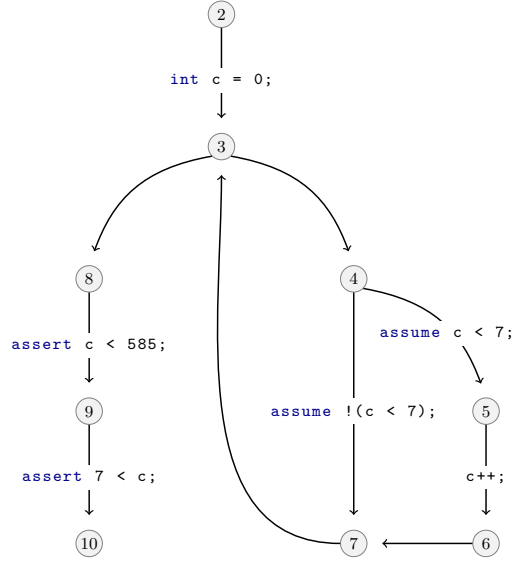 2
int c = 0;
3
8
4
assume c < 7;
assert c < 585;
9
assume !(c < 7);
5
assert 7 < c;
c++;
10
7
6